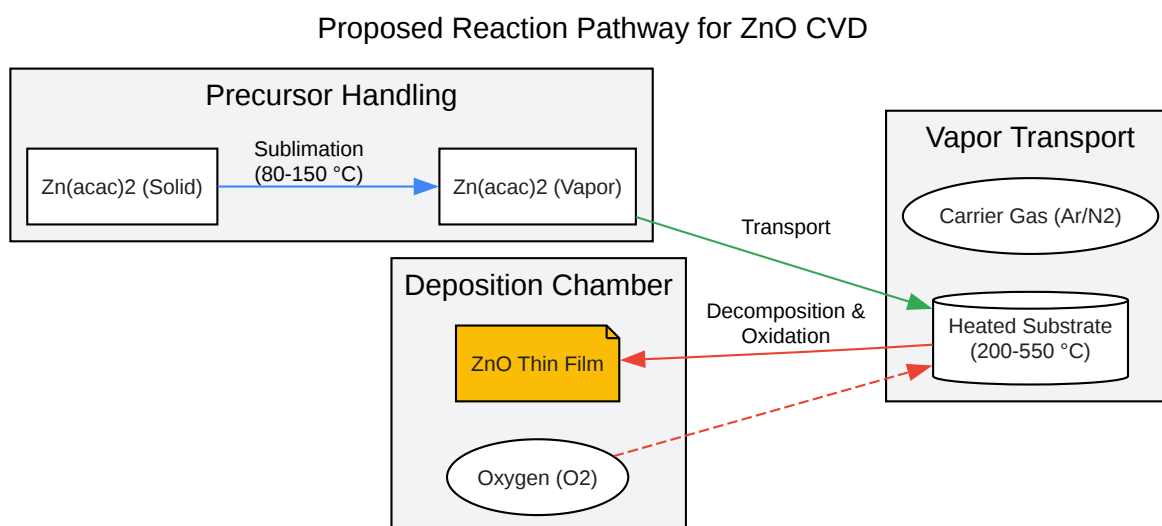 Proposed Reaction Pathway for ZnO CVD
Precursor Handling
Zn(acac)2 (Solid)
Sublimation
(80-150 °C)
Zn(acac)2 (Vapor)
Vapor Transport
Carrier Gas (Ar/N2)
Transport
Heated Substrate
(200-550 °C)
Deposition Chamber
Decomposition &
Oxidation
ZnO Thin Film
Oxygen (O2)